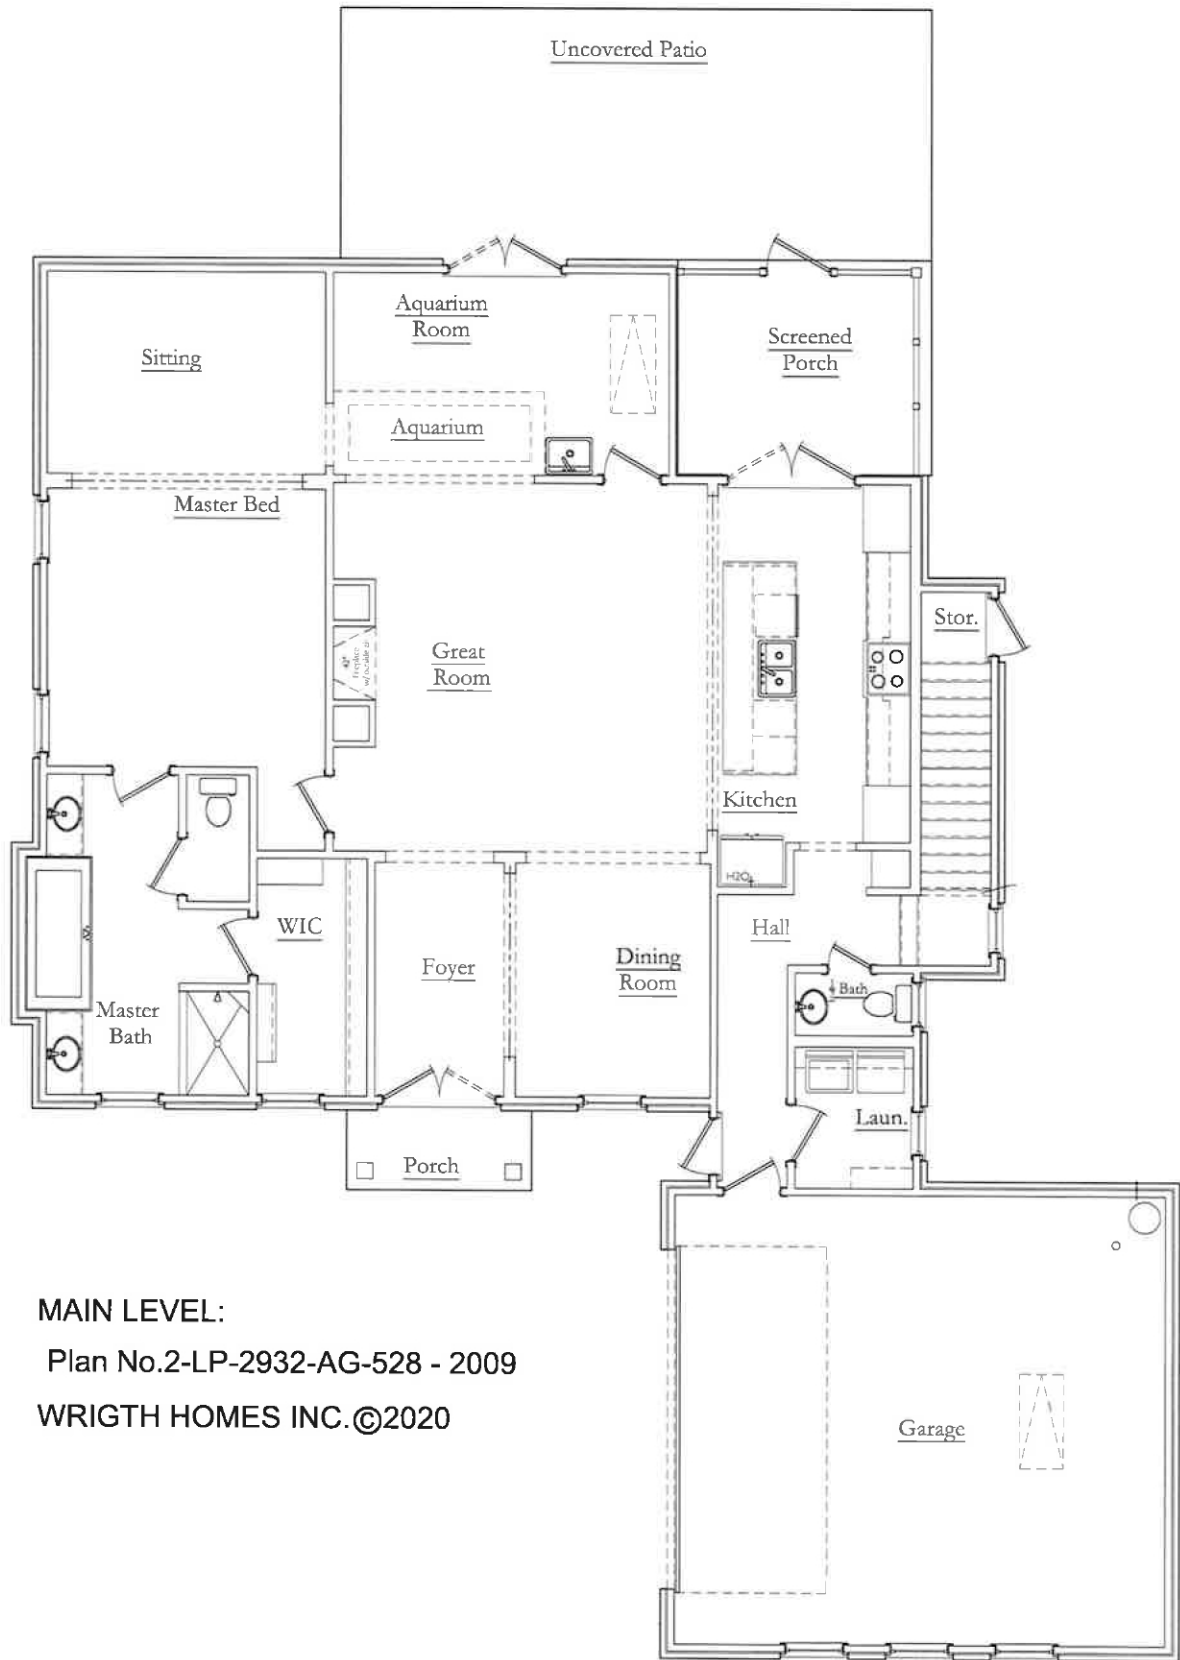 Uncovered Patio
Aquarium
Room
Screened
Porch
Sitting
Aquarium
Master Bed
Stor.
Great
Room
42"
Fireplace
Kitchen
H2O
WIC
Hall
Foyer
Dining
Room
Bath
Master
Bath
Laun.
Porch
MAIN LEVEL:
Plan No.2-LP-2932-AG-528 - 2009
WRIGTH HOMES INC.©2020
Garage